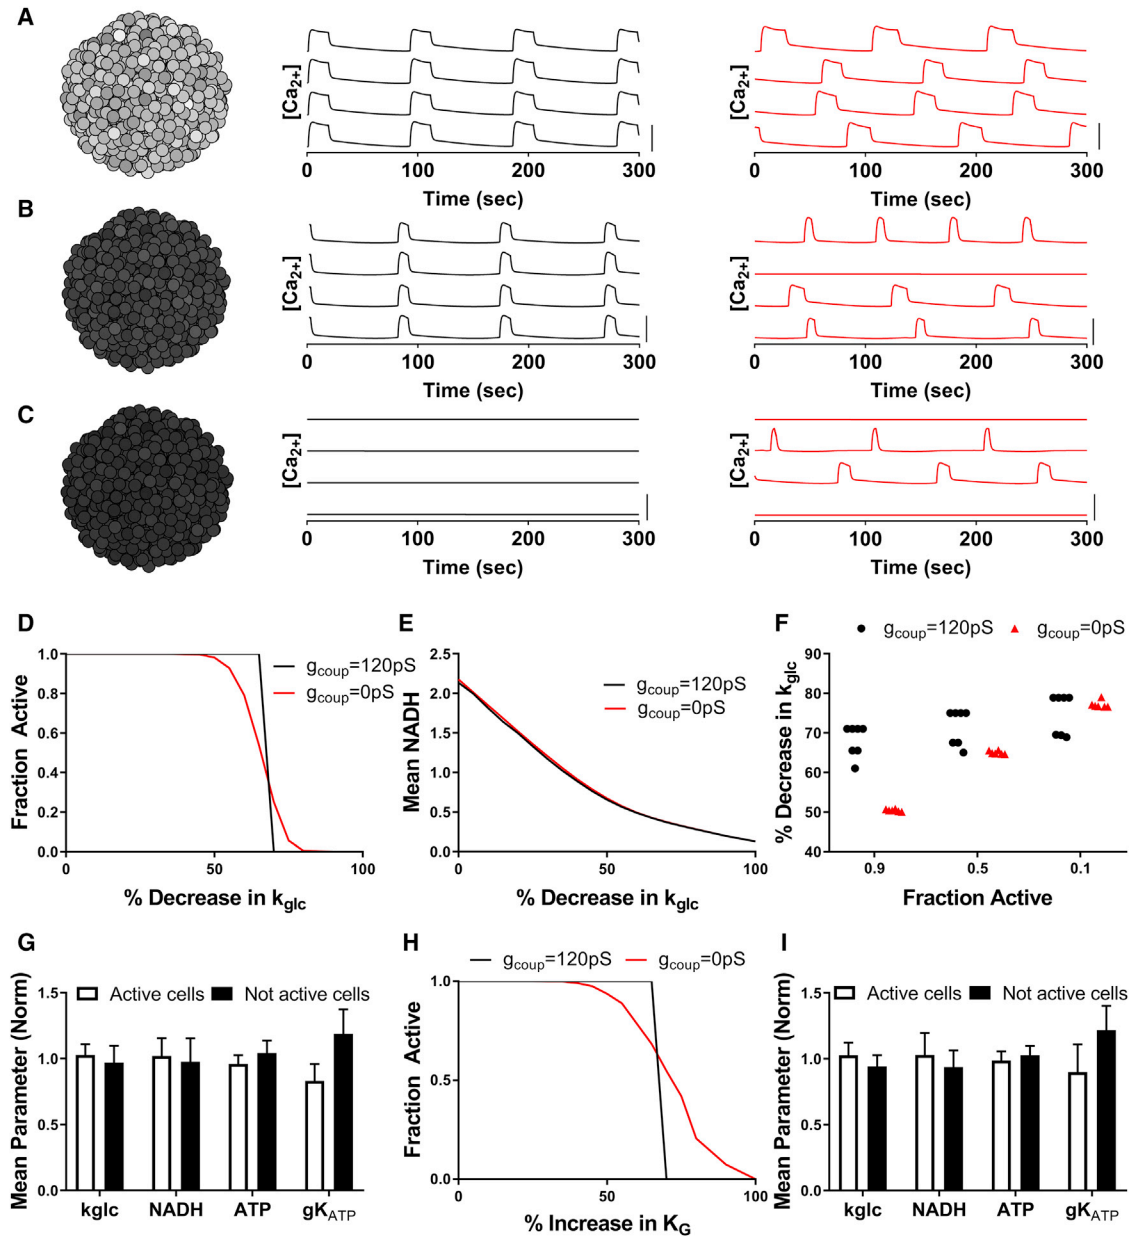 A
[Ca2+]
0 100 200 300
Time (sec)
[Ca2+]
0 100 200 300
Time (sec)
B
[Ca2+]
0 100 200 300
Time (sec)
[Ca2+]
0 100 200 300
Time (sec)
C
[Ca2+]
0 100 200 300
Time (sec)
[Ca2+]
0 100 200 300
Time (sec)
D
Fraction Active
1.0
0.8
0.6
0.4
0.2
0.0
0 50 100
% Decrease in kglc
gcoup=120pS
gcoup=0pS
E
Mean NADH
2.5
2.0
1.5
1.0
0.5
0.0
0 50 100
% Decrease in kglc
gcoup=120pS
gcoup=0pS
F
gcoup=120pS gcoup=0pS
% Decrease in kglc
90
80
70
60
50
40
0.9 0.5 0.1
Fraction Active
G
Mean Parameter (Norm)
Active cells Not active cells
1.5
1.0
0.5
0.0
kglc NADH ATP gKATP
H
gcoup=120pS gcoup=0pS
Fraction Active
1.0
0.5
0.0
0 50 100
% Increase in KG
I
Mean Parameter (Norm)
Active cells Not active cells
1.5
1.0
0.5
0.0
kglc NADH ATP gKATP